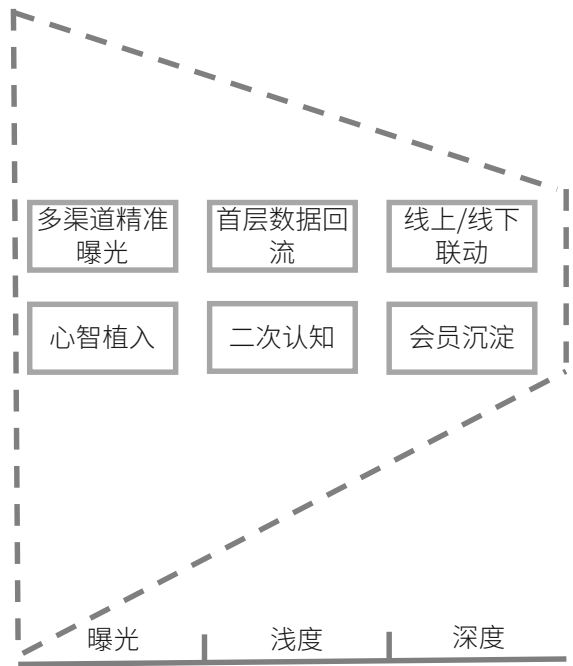 多渠道精准
曝光
首层数据回
流
线上/线下
联动
心智植入
二次认知
会员沉淀
曝光
浅度
深度